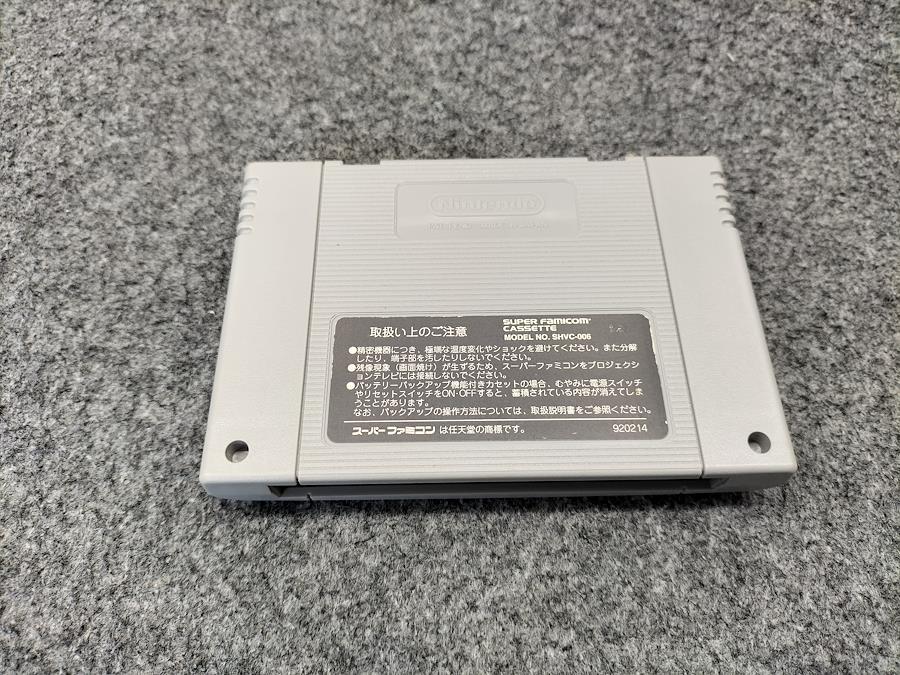 Nintendo
取扱い上のご注意
SUPER FAMICOM
CASSETTE
MODEL NO. SHVC-006
●精密機器につき、極端な温度変化やショックを避けてください。また分解
したり、端子部を汚したりしないでください。
●残像現象(画面焼け)が生ずるため、スーパーファミコンをプロジェクシ
ョンテレビには接続しないでください。
●バッテリーバックアップ機能付きカセットの場合、むやみに電源スイッチ
やリセットスイッチをON・OFFすると、蓄積されている内容が消えてしま
うことがあります。
なお、バックアップの操作方法については、取扱説明書をご参照ください。
スーパーファミコン は任天堂の商標です。
920214